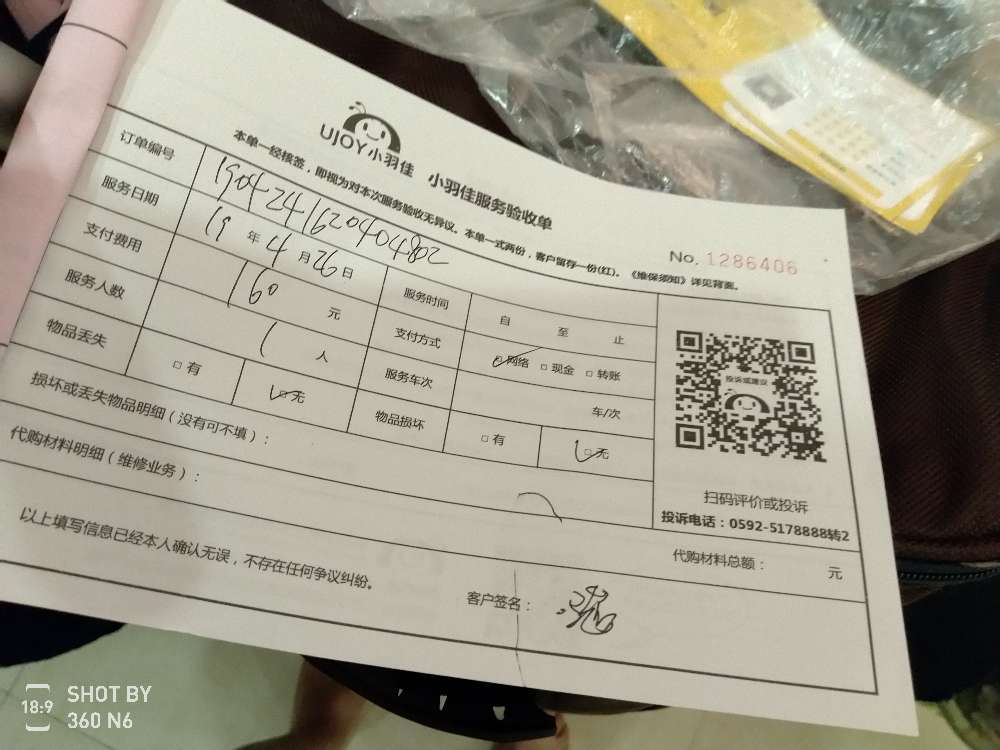 UJOY小羽佳 小羽佳服务验收单
本单一经核签，即视为对本次服务验收无异议。本单一式两份，客户留存一份(红)。《维保须知》详见背面。
No. 1286406
订单编号 1904241620404802
服务日期 19 年 4 月 26 日 服务时间 自 至 止
支付费用 160 元 支付方式 ☑网络 □现金 □转账
服务人数 1 人 服务车次 车/次
物品丢失 □有 ☑无 物品损坏 □有 ☑无
损坏或丢失物品明细（没有可不填）：
代购材料明细（维修业务）：
投诉或建议
扫码评价或投诉
投诉电话：0592-5178888转2
代购材料总额： 元
以上填写信息已经本人确认无误，不存在任何争议纠纷。
客户签名：
18:9
SHOT BY
360 N6